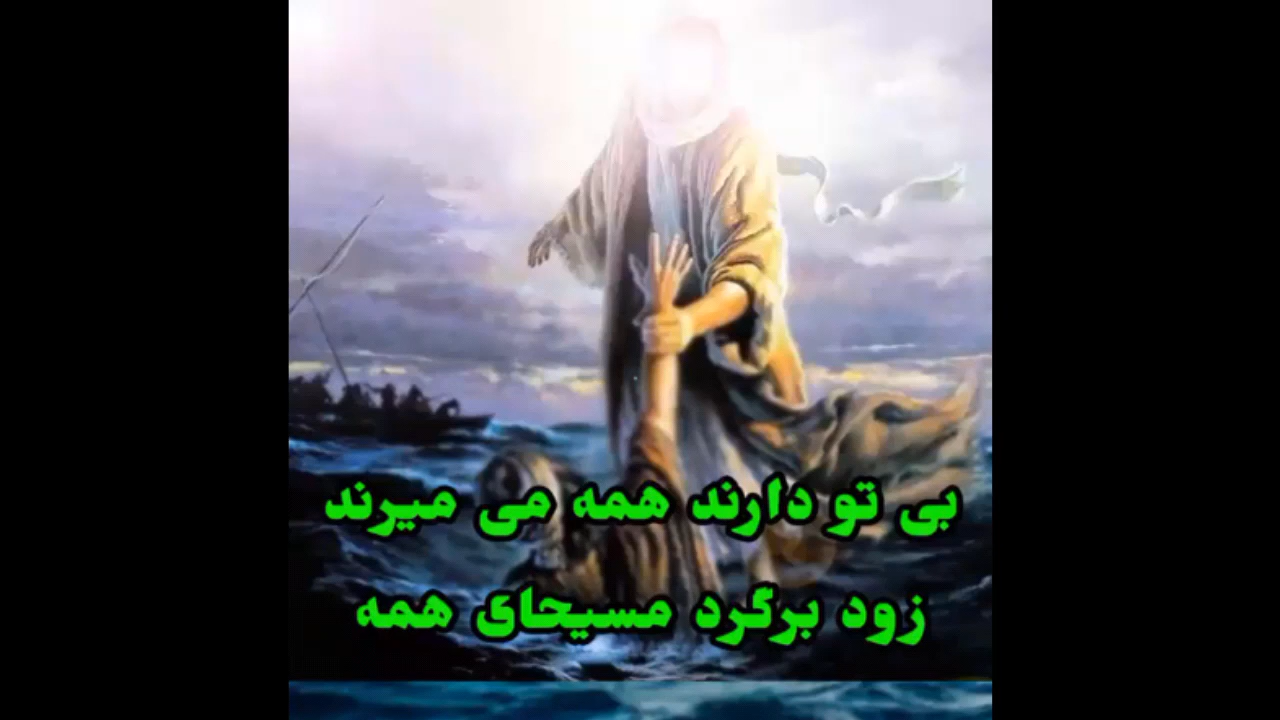 بی تو دارند همه می میرند
زود برگرد مسیحای همه